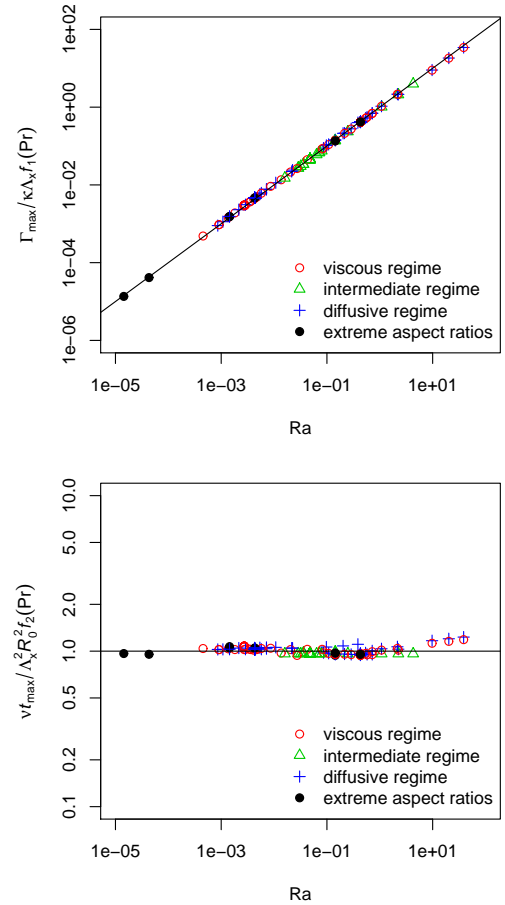 1e+02
1e+00
1e−02
1e−04
1e−06
Γmax/κΛxf1(Pr)
viscous regime
intermediate regime
diffusive regime
extreme aspect ratios
1e−05
1e−03
1e−01
1e+01
Ra
10.0
5.0
2.0
1.0
0.5
0.2
0.1
νtmax/Λx²R0²f2(Pr)
viscous regime
intermediate regime
diffusive regime
extreme aspect ratios
1e−05
1e−03
1e−01
1e+01
Ra